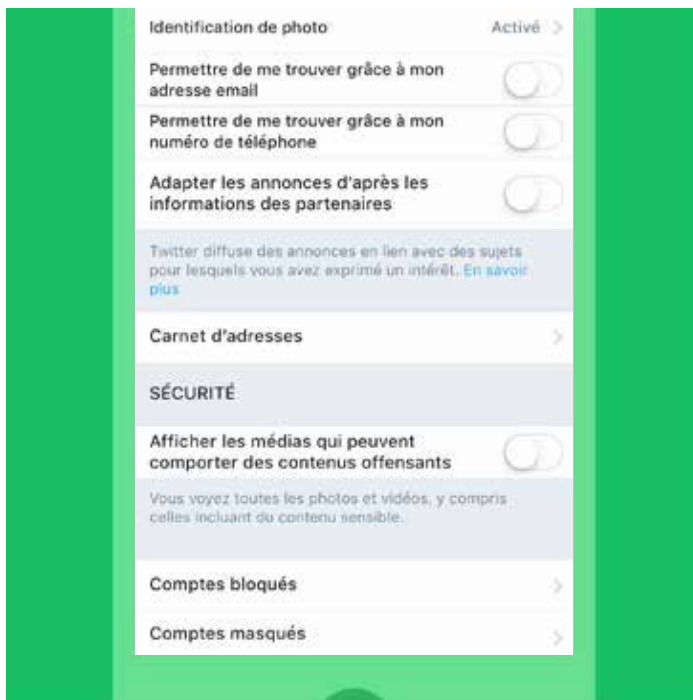 Identification de photo Activé
Permettre de me trouver grâce à mon
adresse email
Permettre de me trouver grâce à mon
numéro de téléphone
Adapter les annonces d'après les
informations des partenaires
Twitter diffuse des annonces en lien avec des sujets
pour lesquels vous avez exprimé un intérêt. En savoir
plus
Carnet d'adresses
SÉCURITÉ
Afficher les médias qui peuvent
comporter des contenus offensants
Vous voyez toutes les photos et vidéos, y compris
celles incluant du contenu sensible.
Comptes bloqués
Comptes masqués